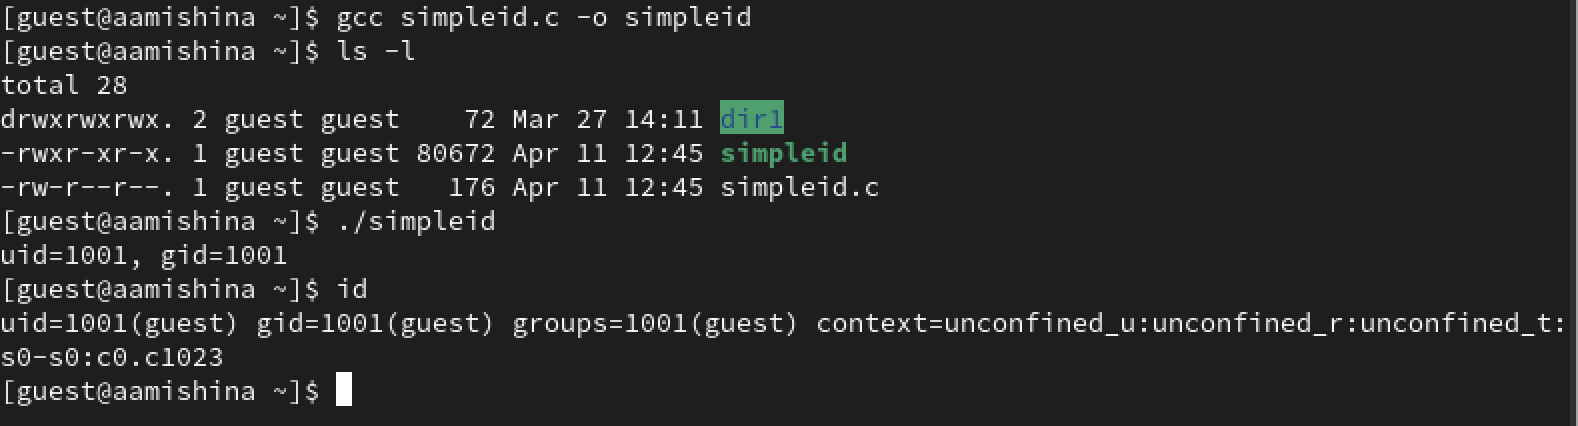 [guest@aamishina ~]$ gcc simpleid.c -o simpleid
[guest@aamishina ~]$ ls -l
total 28
drwxrwxrwx. 2 guest guest    72 Mar 27 14:11 dir1
-rwxr-xr-x. 1 guest guest 80672 Apr 11 12:45 simpleid
-rw-r--r--. 1 guest guest   176 Apr 11 12:45 simpleid.c
[guest@aamishina ~]$ ./simpleid
uid=1001, gid=1001
[guest@aamishina ~]$ id
uid=1001(guest) gid=1001(guest) groups=1001(guest) context=unconfined_u:unconfined_r:unconfined_t:
s0-s0:c0.c1023
[guest@aamishina ~]$